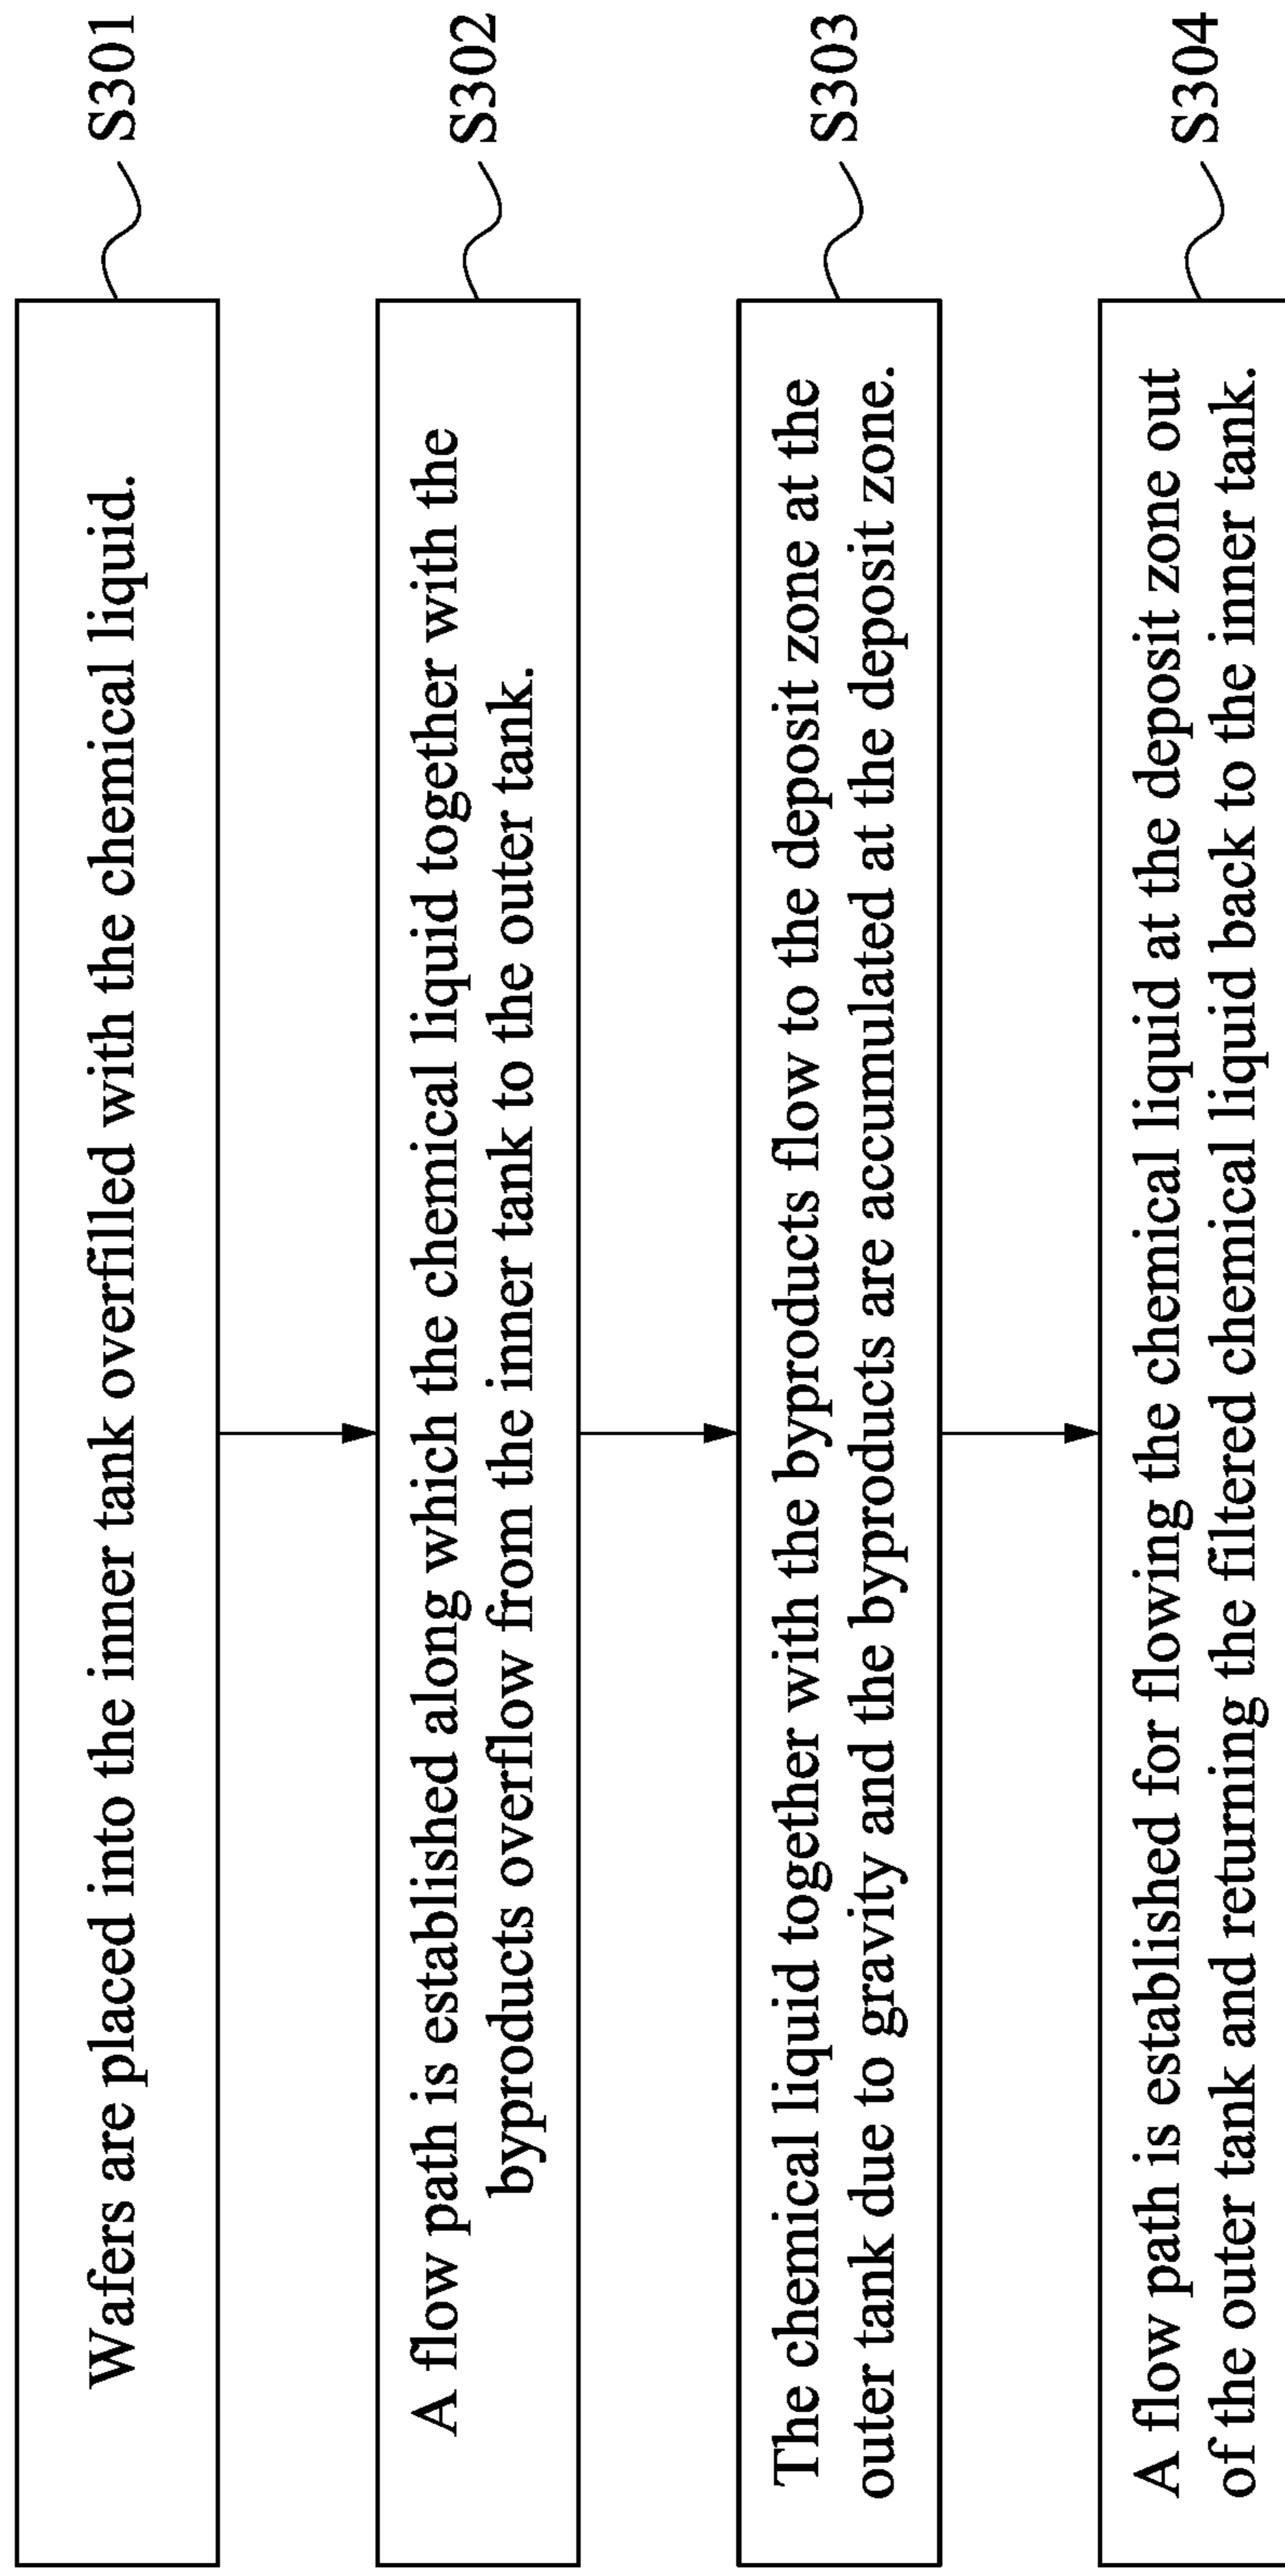 Wafers are placed into the inner tank overfilled with the chemical liquid.
S301
A flow path is established along which the chemical liquid together with the
byproducts overflow from the inner tank to the outer tank.
S302
The chemical liquid together with the byproducts flow to the deposit zone at the
outer tank due to gravity and the byproducts are accumulated at the deposit zone.
S303
A flow path is established for flowing the chemical liquid at the deposit zone out
of the outer tank and returning the filtered chemical liquid back to the inner tank.
S304